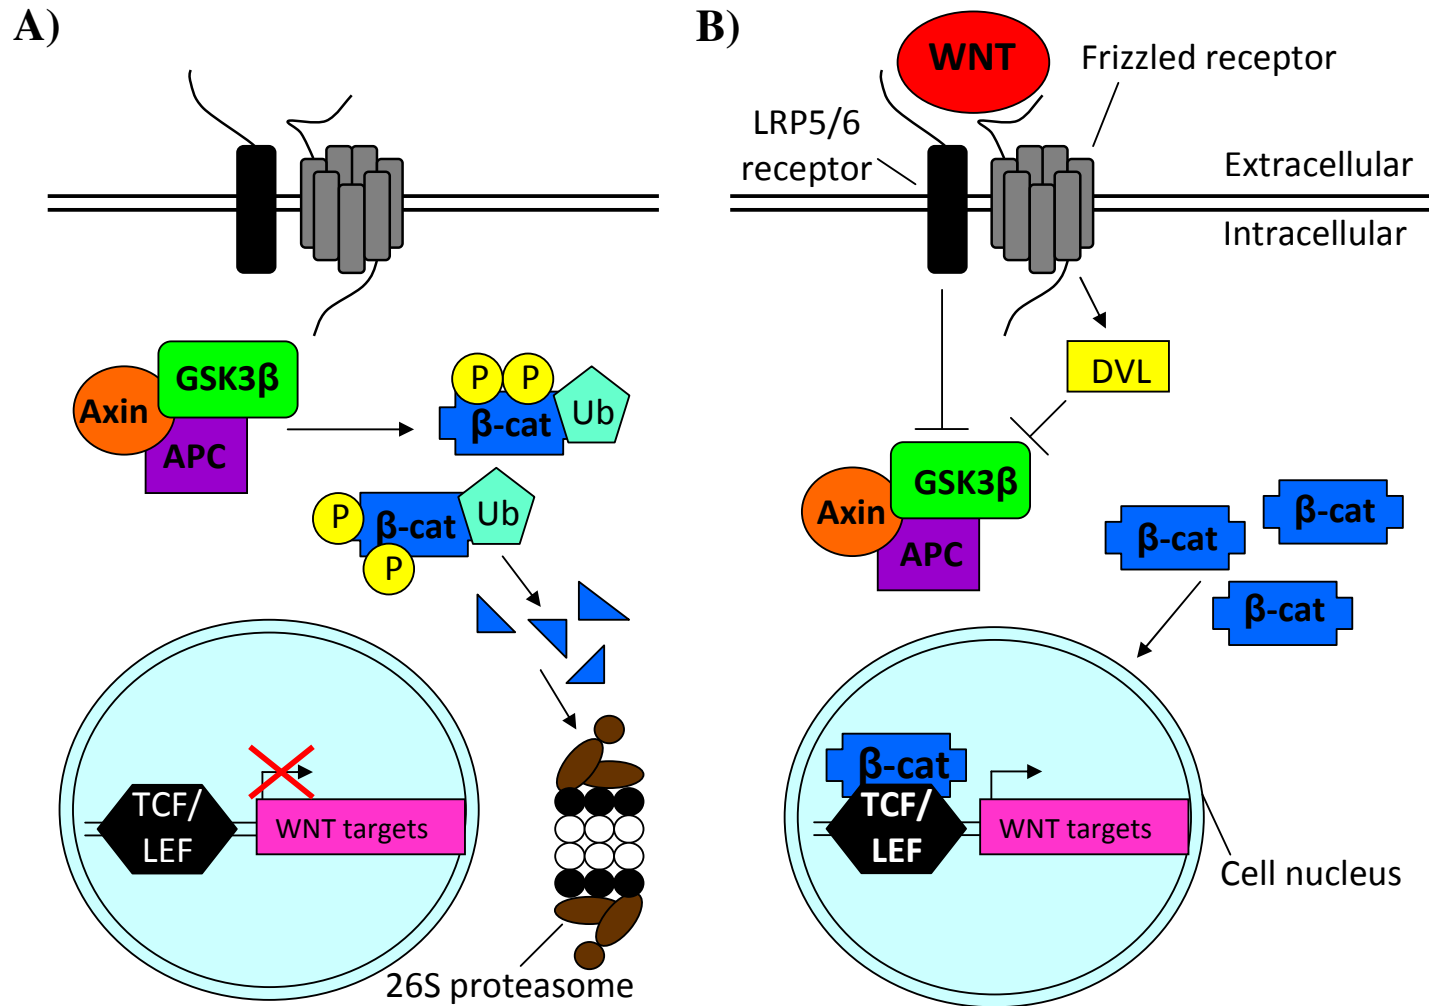 A)
GSK3β
Axin
APC
P
P
β-cat
Ub
P
β-cat
Ub
P
TCF/
LEF
WNT targets
26S proteasome
B)
WNT
Frizzled receptor
LRP5/6
receptor
Extracellular
Intracellular
DVL
GSK3β
Axin
APC
β-cat
β-cat
β-cat
β-cat
TCF/
LEF
WNT targets
Cell nucleus